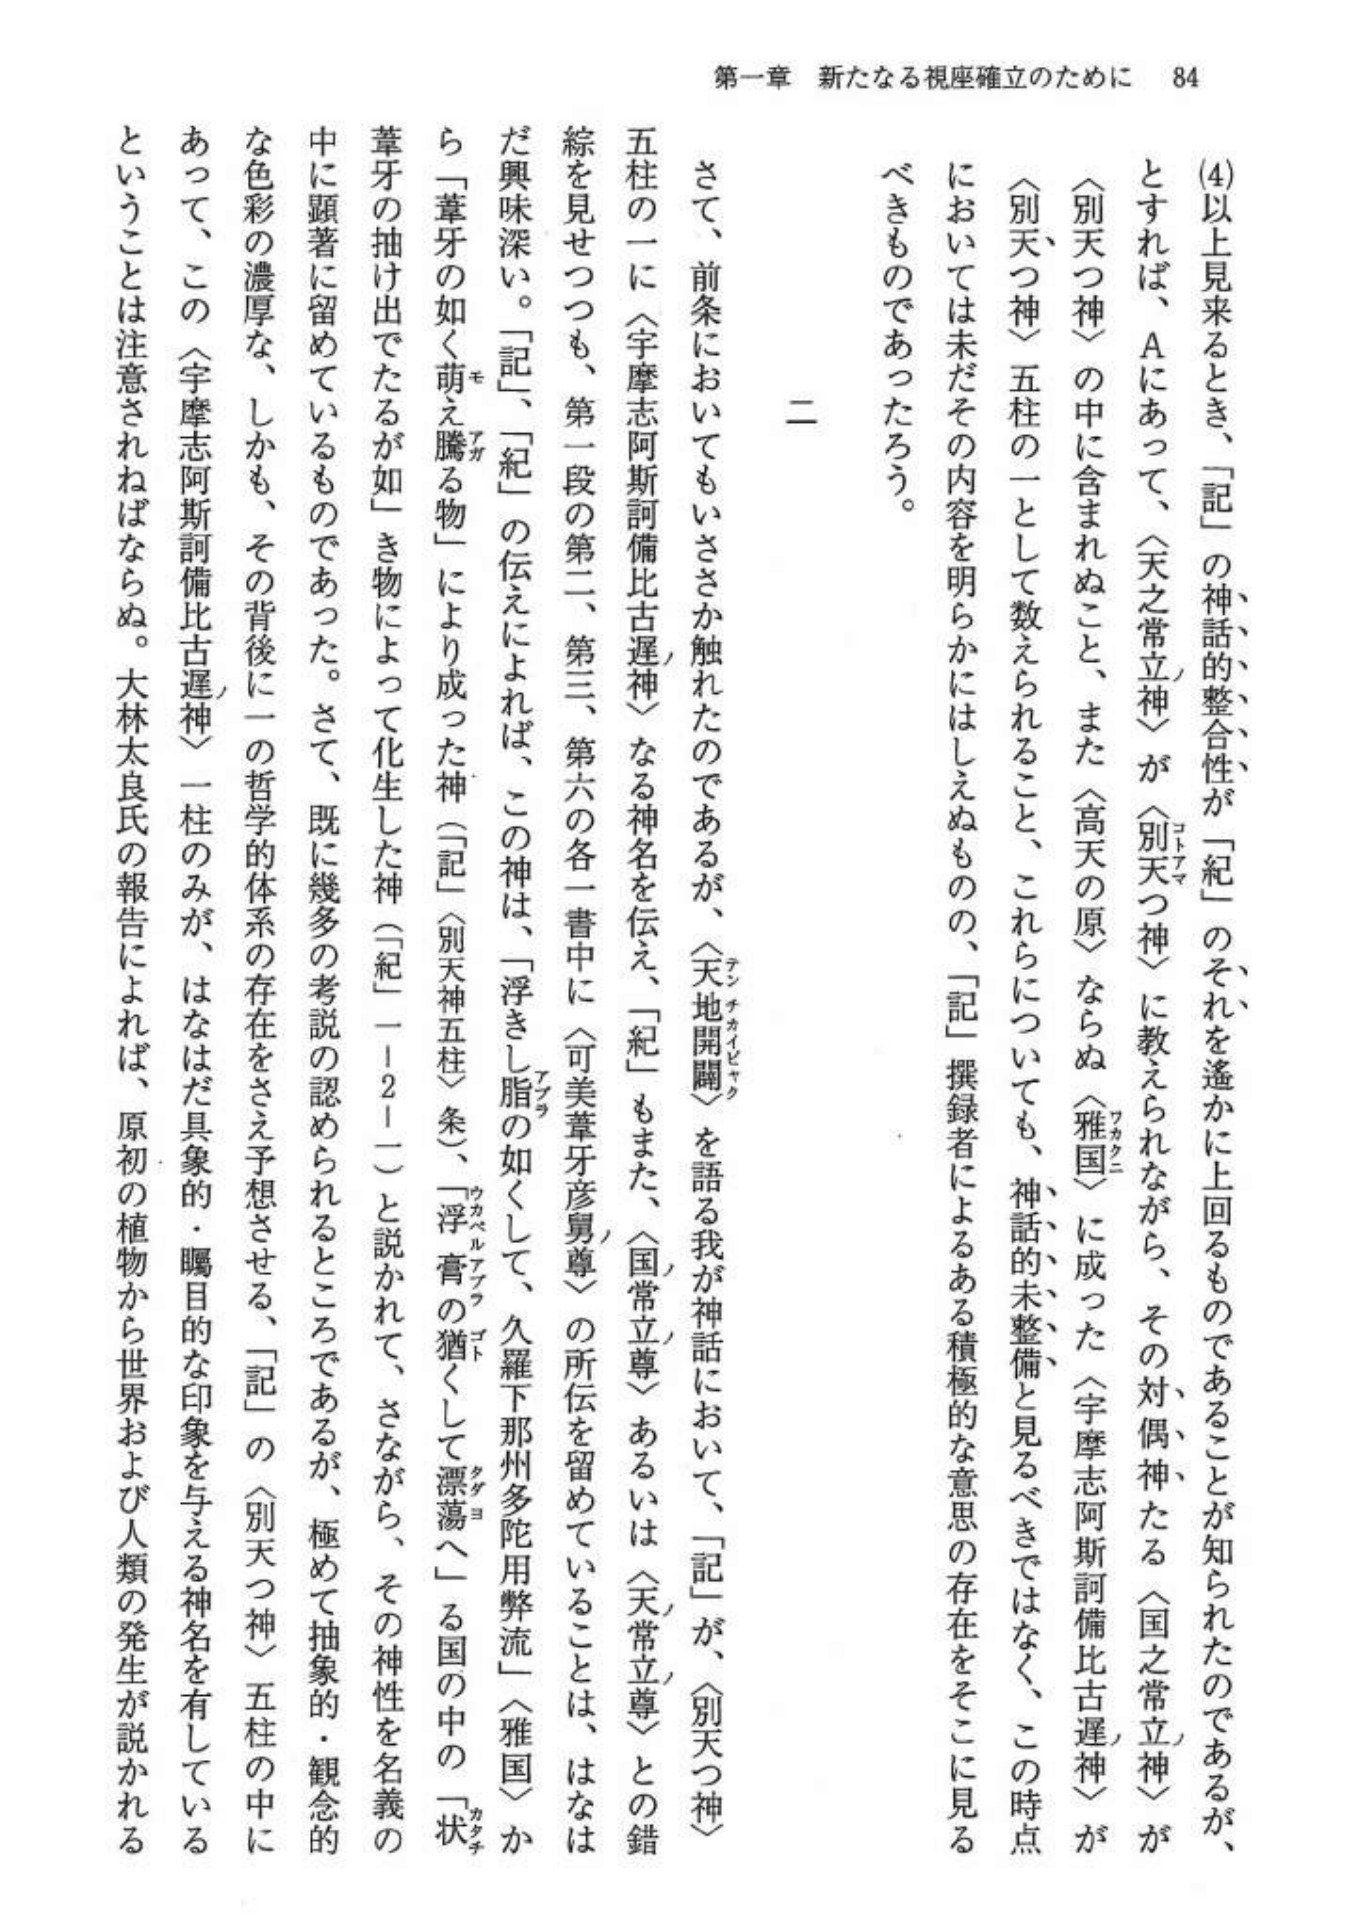 第一章　新たなる視座確立のために　84
(4)以上見来るとき、「記」の神話的整合性が「紀」のそれを遙かに上回るものであることが知られたのであるが、
とすれば、Aにあって、〈天之常立ノ神〉が〈別天つ神〉に教えられながら、その対偶神たる〈国之常立ノ神〉が
〈別天つ神〉の中に含まれぬこと、また〈高天の原〉ならぬ〈雅国〉に成った〈宇摩志阿斯訶備比古遅ノ神〉が
〈別天つ神〉五柱の一として数えられること、これらについても、神話的未整備と見るべきではなく、この時点
においては未だその内容を明らかにはしえぬものの、「記」撰録者によるある積極的な意思の存在をそこに見る
べきものであったろう。
二
さて、前条においてもいささか触れたのであるが、〈天地開闢〉を語る我が神話において、「記」が、〈別天つ神〉
五柱の一に〈宇摩志阿斯訶備比古遅ノ神〉なる神名を伝え、「紀」もまた、〈国ノ常立ノ尊〉あるいは〈天ノ常立ノ尊〉との錯
綜を見せつつも、第一段の第二、第三、第六の各一書中に〈可美葦牙彦舅ノ尊〉の所伝を留めていることは、はなは
だ興味深い。「記」、「紀」の伝えによれば、この神は、「浮きし脂の如くして、久羅下那州多陀用弊流」〈雅国〉か
ら「葦牙の如く萌え騰る物」により成った神（「記」〈別天神五柱〉条）、「浮膏の猶くして漂蕩へ」る国の中の「状
葦牙の抽け出でたるが如」き物によって化生した神（「紀」一－2－一）と説かれて、さながら、その神性を名義の
中に顕著に留めているものであった。さて、既に幾多の考説の認められるところであるが、極めて抽象的・観念的
な色彩の濃厚な、しかも、その背後に一の哲学的体系の存在をさえ予想させる、「記」の〈別天つ神〉五柱の中に
あって、この〈宇摩志阿斯訶備比古遅ノ神〉一柱のみが、はなはだ具象的・矚目的な印象を与える神名を有している
ということは注意されねばならぬ。大林太良氏の報告によれば、原初の植物から世界および人類の発生が説かれる